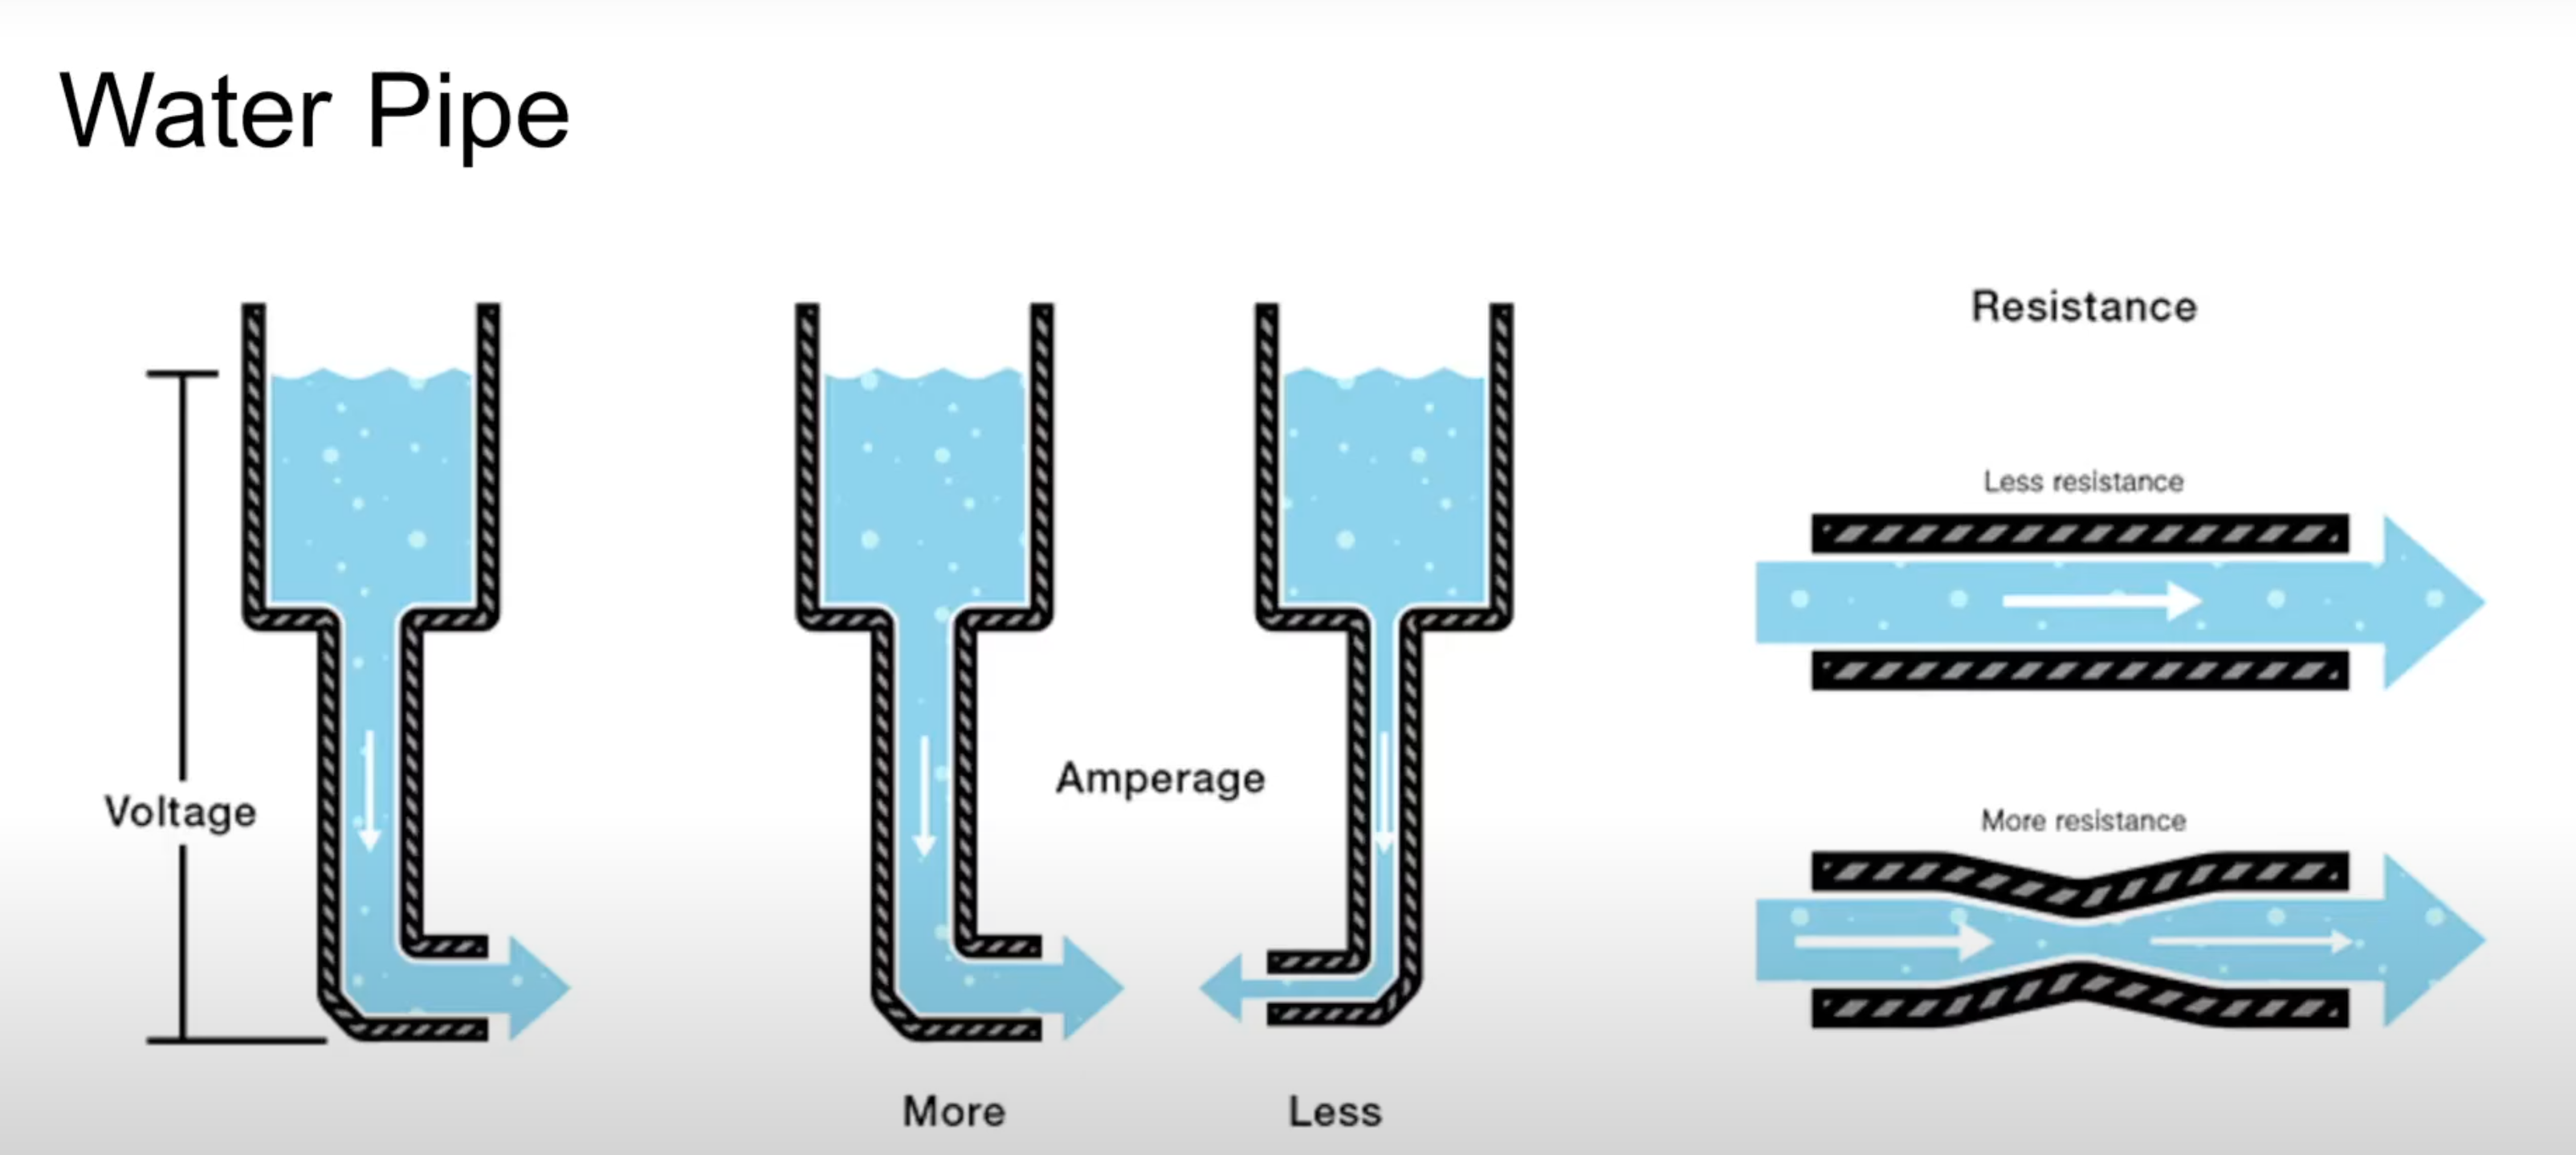 Water Pipe
Voltage
Amperage
More
Less
Resistance
Less resistance
More resistance